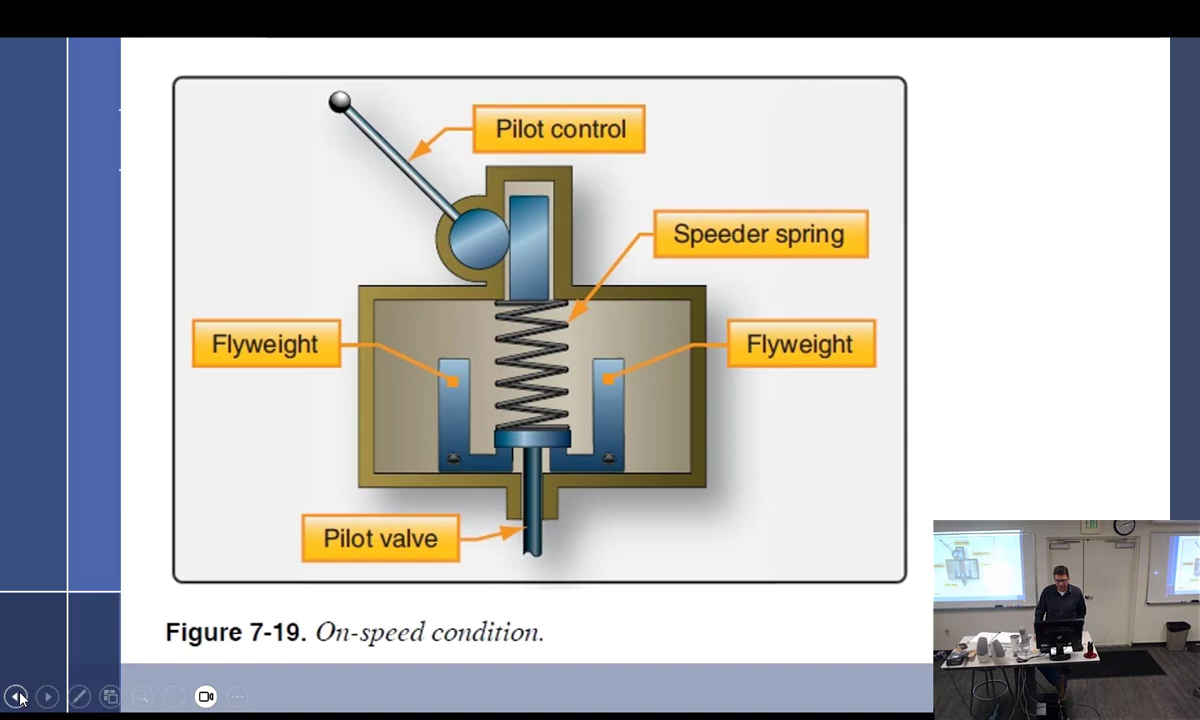 Pilot control
Speeder spring
Flyweight
Flyweight
Pilot valve
Figure 7-19. On-speed condition.